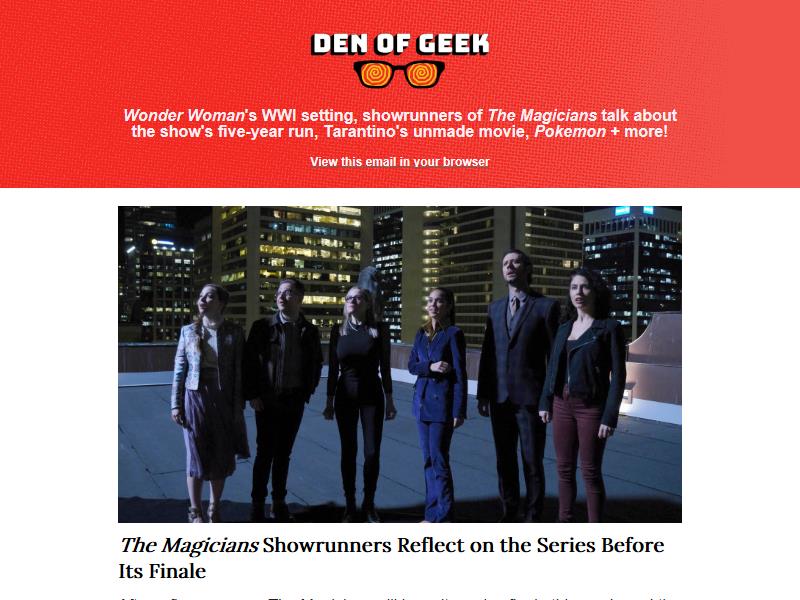 DEN OF GEEK
Wonder Woman's WWI setting, showrunners of The Magicians talk about
the show's five-year run, Tarantino's unmade movie, Pokemon + more!
View this email in your browser
The Magicians Showrunners Reflect on the Series Before
Its Finale